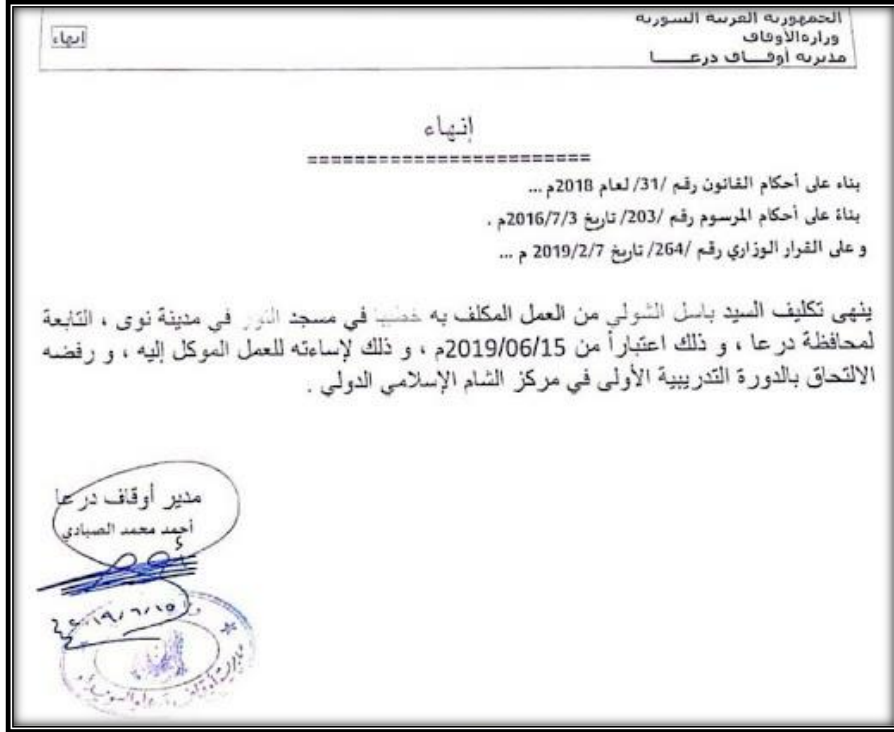 الجمهورية العربية السورية
وزارة الأوقاف
مديرية أوقـــاف درعـــــا
انهاء
إنهاء
========================
بناء على أحكام القانون رقم /31/ لعام 2018م ...
بناءً على أحكام المرسوم رقم /203/ تاريخ 2016/7/3م .
و على القرار الوزاري رقم /264/ تاريخ 2019/2/7 م ...
ينهى تكليف السيد باسل الشولي من العمل المكلف به خطيبا في مسجد النور في مدينة نوى ، التابعة
لمحافظة درعا ، و ذلك اعتباراً من 2019/06/15م ، و ذلك لإساءته للعمل الموكل إليه ، و رفضه
الالتحاق بالدورة التدريبية الأولى في مركز الشام الإسلامي الدولي .
مدير أوقاف درعا
أحمد محمد الصيادي